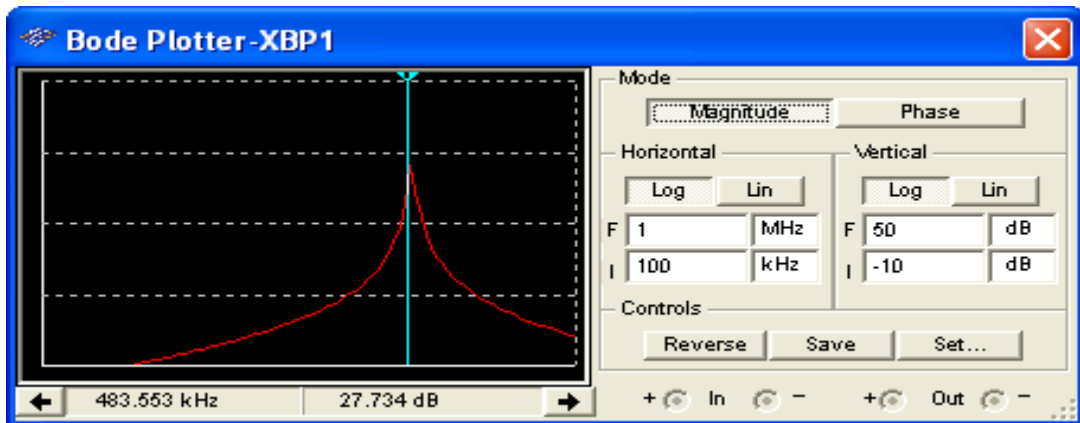 Bode Plotter-XBP1
Mode
Magnitude Phase
Horizontal Vertical
Log Lin Log Lin
F 1 MHz F 50 dB
I 100 kHz I -10 dB
Controls
Reverse Save Set...
483.553 kHz 27.734 dB + In - + Out -